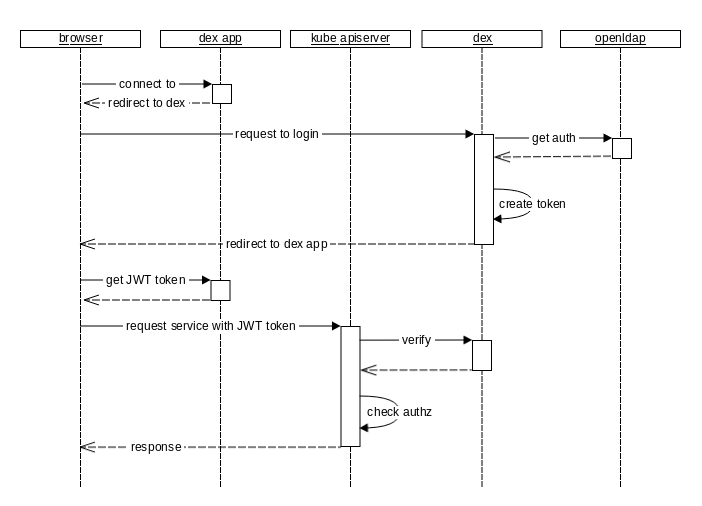 browser
dex app
kube apiserver
dex
openldap
connect to
redirect to dex
request to login
get auth
create token
redirect to dex app
get JWT token
request service with JWT token
verify
check authz
response